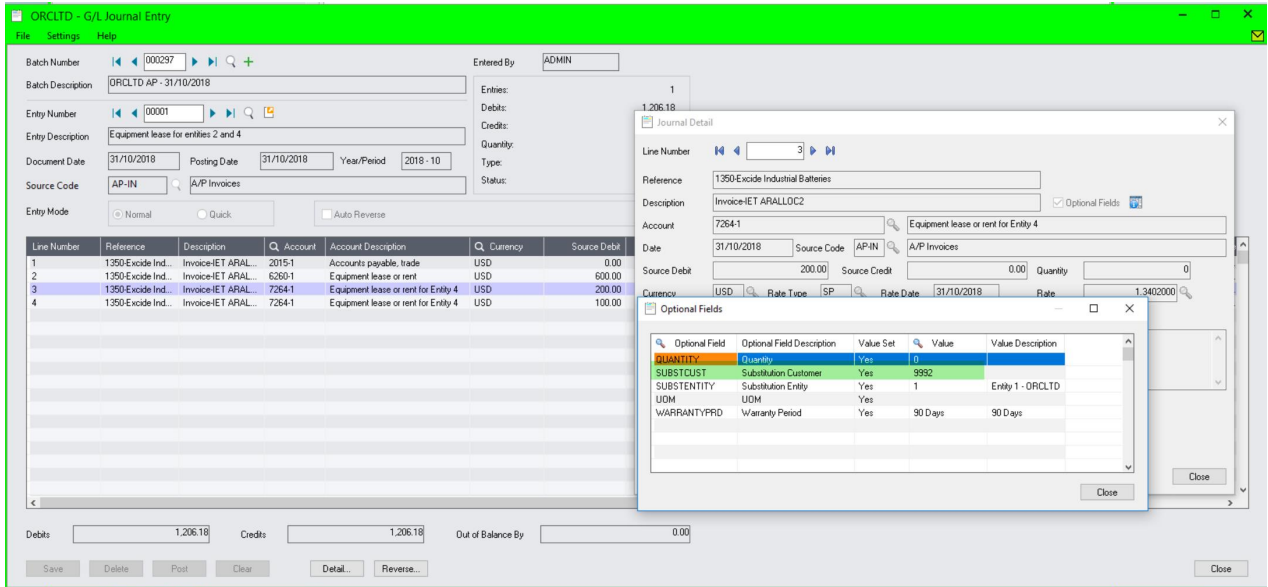 ORCLTD - G/L Journal Entry
File Settings Help
Batch Number 000297 Entered By ADMIN
Batch Description ORCLTD AP - 31/10/2018
Entries: 1
Entry Number 00001 Debits: 1,206.18
Credits:
Entry Description Equipment lease for entities 2 and 4 Quantity:
Document Date 31/10/2018 Posting Date 31/10/2018 Year/Period 2018 - 10 Type:
Source Code AP-IN A/P Invoices Status:
Entry Mode Normal Quick Auto Reverse
Line Number Reference Description Account Account Description Currency Source Debit
1 1350-Excide Ind... Invoice-IET ARAL... 2015-1 Accounts payable, trade USD 0.00
2 1350-Excide Ind... Invoice-IET ARAL... 6260-1 Equipment lease or rent USD 600.00
3 1350-Excide Ind... Invoice-IET ARAL... 7264-1 Equipment lease or rent for Entity 4 USD 200.00
4 1350-Excide Ind... Invoice-IET ARAL... 7264-1 Equipment lease or rent for Entity 4 USD 100.00
Debits 1,206.18 Credits 1,206.18 Out of Balance By 0.00
Save Delete Post Clear Detail... Reverse... Close
Journal Detail
Line Number 3
Reference 1350-Excide Industrial Batteries
Description Invoice-IET ARALLOC2 Optional Fields
Account 7264-1 Equipment lease or rent for Entity 4
Date 31/10/2018 Source Code AP-IN A/P Invoices
Source Debit 200.00 Source Credit 0.00 Quantity 0
Currency USD Rate Type SP Rate Date 31/10/2018 Rate 1.3402000
Close
Optional Fields
Optional Field Optional Field Description Value Set Value Value Description
QUANTITY Quantity Yes 0
SUBSTCUST Substitution Customer Yes 9992
SUBSTENTITY Substitution Entity Yes 1 Entity 1 - ORCLTD
UOM UOM Yes
WARRANTYPRD Warranty Period Yes 90 Days 90 Days
Close